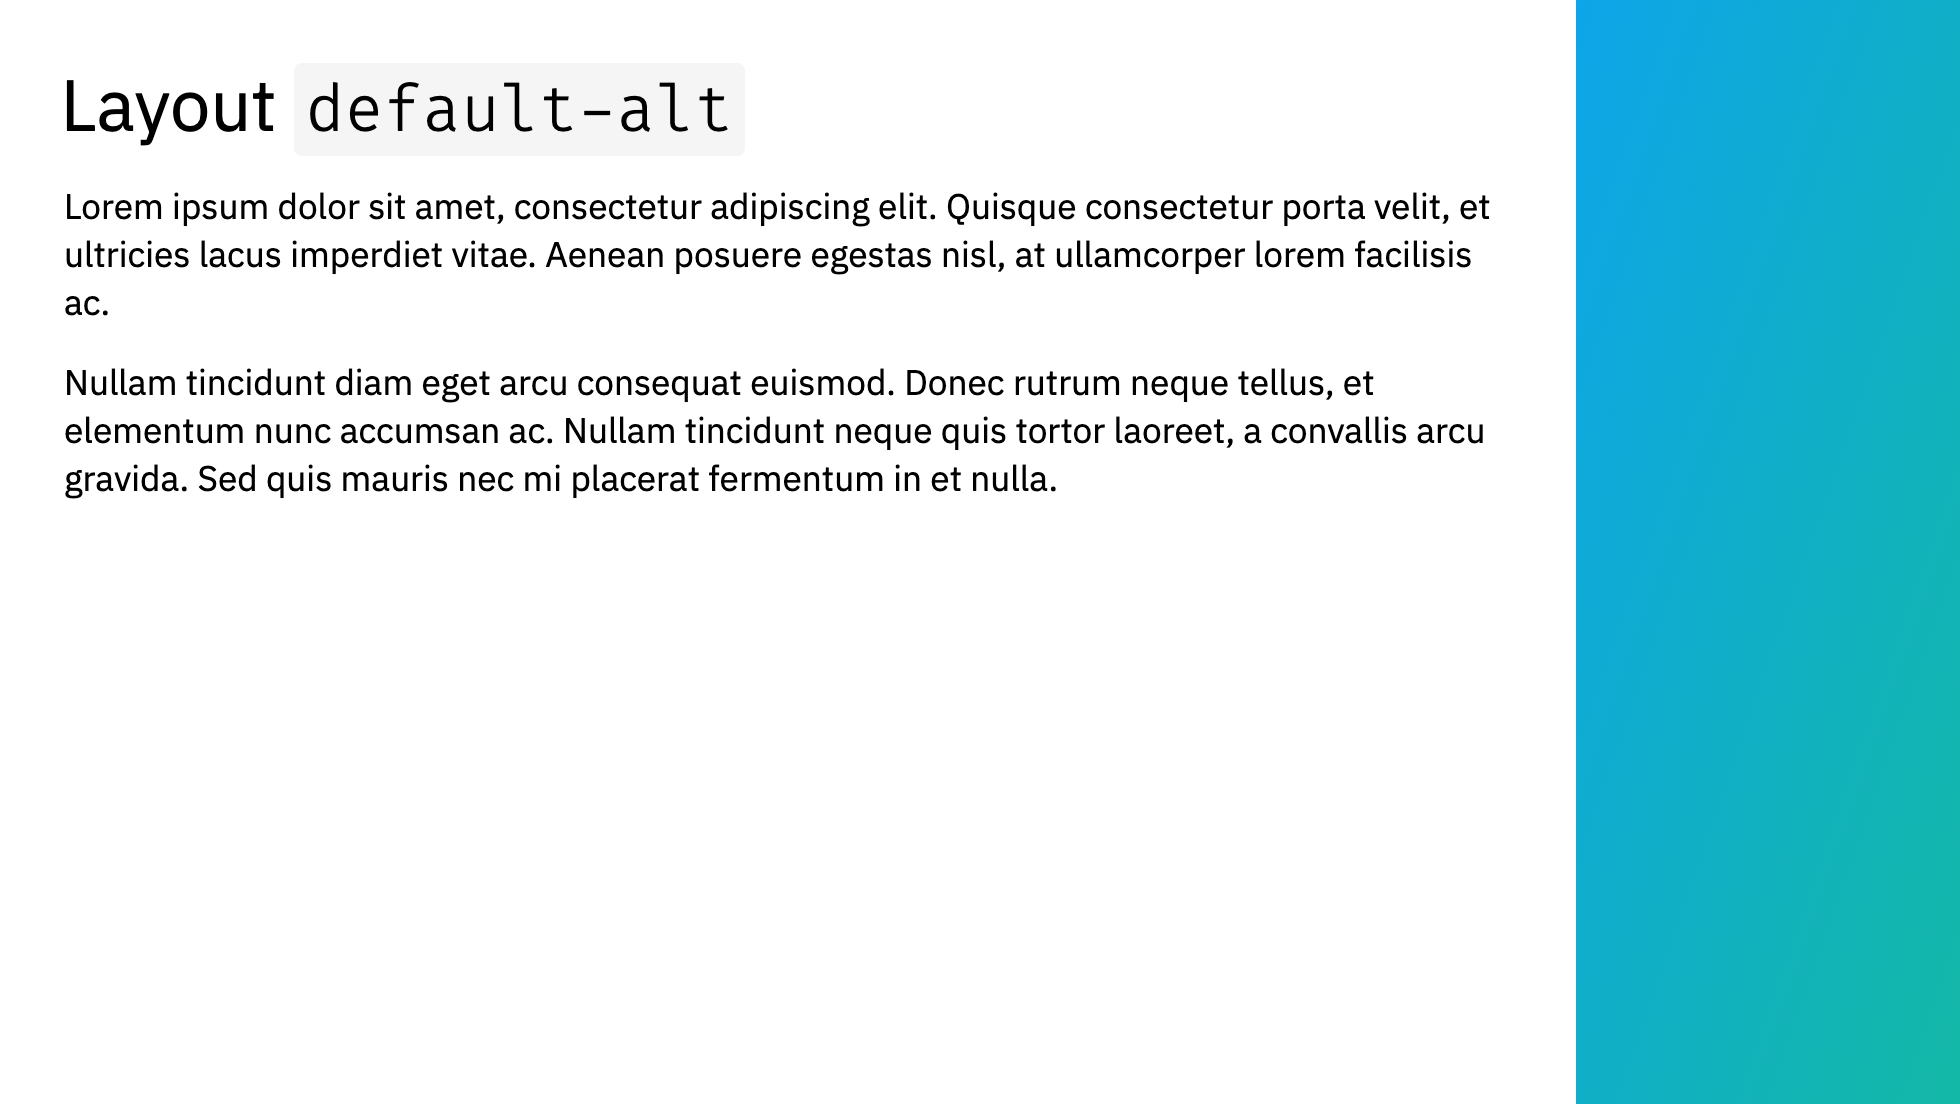 Layout default-alt
Lorem ipsum dolor sit amet, consectetur adipiscing elit. Quisque consectetur porta velit, et
ultricies lacus imperdiet vitae. Aenean posuere egestas nisl, at ullamcorper lorem facilisis
ac.
Nullam tincidunt diam eget arcu consequat euismod. Donec rutrum neque tellus, et
elementum nunc accumsan ac. Nullam tincidunt neque quis tortor laoreet, a convallis arcu
gravida. Sed quis mauris nec mi placerat fermentum in et nulla.